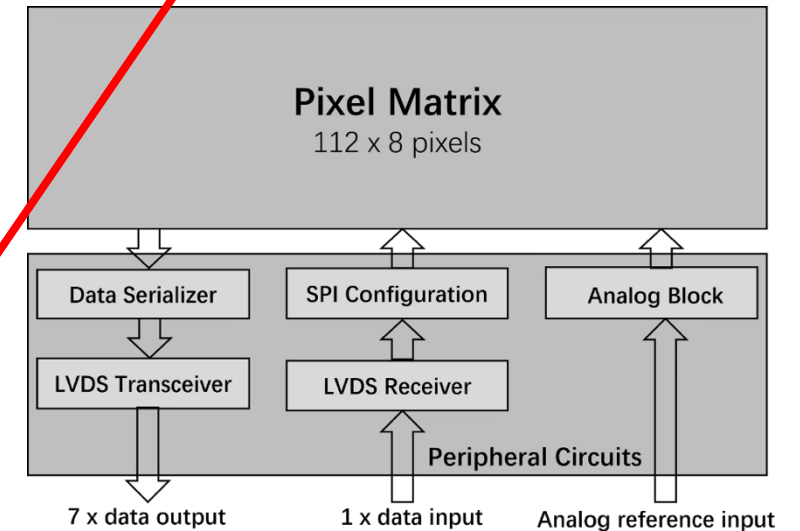 Pixel Matrix
112 x 8 pixels
Data Serializer
SPI Configuration
Analog Block
LVDS Transceiver
LVDS Receiver
Peripheral Circuits
7 x data output
1 x data input
Analog reference input